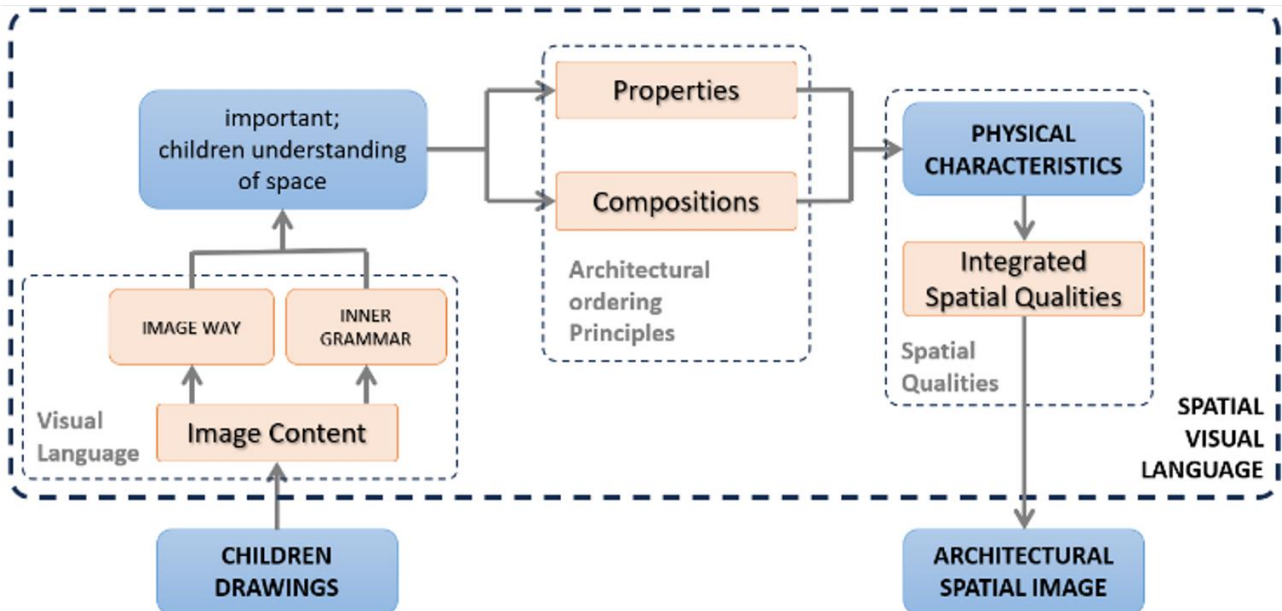 important;
children understanding
of space
Properties
Compositions
Architectural
ordering
Principles
PHYSICAL
CHARACTERISTICS
Integrated
Spatial Qualities
Spatial
Qualities
IMAGE WAY
INNER
GRAMMAR
Image Content
Visual
Language
SPATIAL
VISUAL
LANGUAGE
CHILDREN
DRAWINGS
ARCHITECTURAL
SPATIAL IMAGE